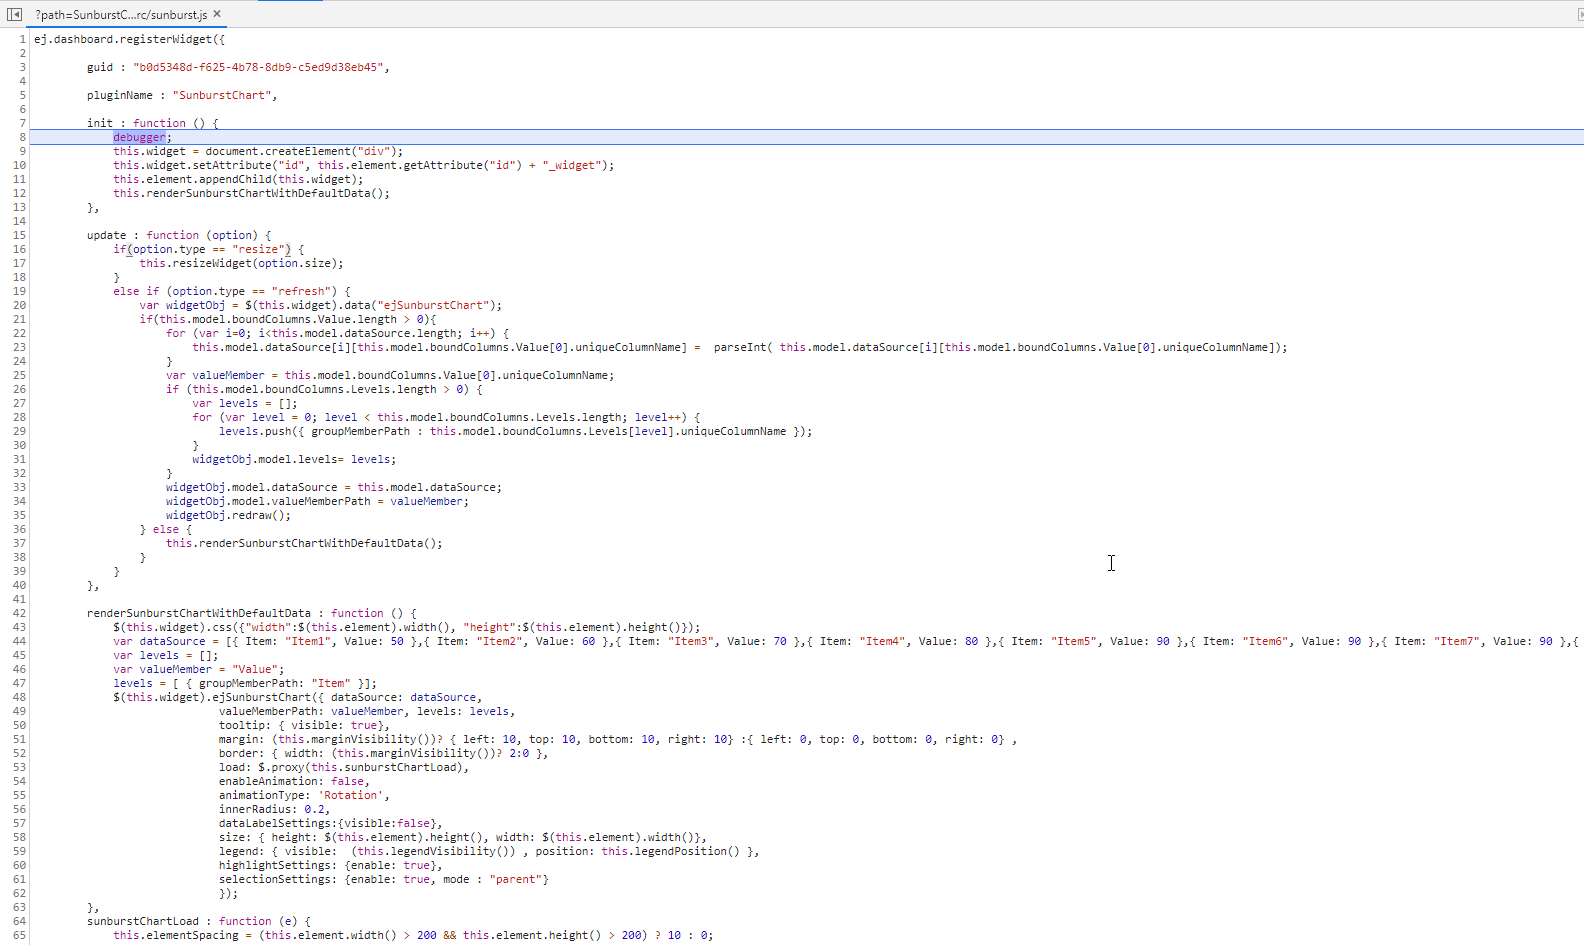 ?path=SunburstC...rc/sunburst.js ×
1 ej.dashboard.registerWidget({
2
3 guid : "b0d5348d-f625-4b78-8db9-c5ed9d38eb45",
4
5 pluginName : "SunburstChart",
6
7 init : function () {
8 debugger;
9 this.widget = document.createElement("div");
10 this.widget.setAttribute("id", this.element.getAttribute("id") + "_widget");
11 this.element.appendChild(this.widget);
12 this.renderSunburstChartWithDefaultData();
13 },
14
15 update : function (option) {
16 if(option.type == "resize") {
17 this.resizeWidget(option.size);
18 }
19 else if (option.type == "refresh") {
20 var widgetObj = $(this.widget).data("ejSunburstChart");
21 if(this.model.boundColumns.Value.length > 0){
22 for (var i=0; i<this.model.dataSource.length; i++) {
23 this.model.dataSource[i][this.model.boundColumns.Value[0].uniqueColumnName] =  parseInt( this.model.dataSource[i][this.model.boundColumns.Value[0].uniqueColumnName]);
24 }
25 var valueMember = this.model.boundColumns.Value[0].uniqueColumnName;
26 if (this.model.boundColumns.Levels.length > 0) {
27 var levels = [];
28 for (var level = 0; level < this.model.boundColumns.Levels.length; level++) {
29 levels.push({ groupMemberPath : this.model.boundColumns.Levels[level].uniqueColumnName });
30 }
31 widgetObj.model.levels= levels;
32 }
33 widgetObj.model.dataSource = this.model.dataSource;
34 widgetObj.model.valueMemberPath = valueMember;
35 widgetObj.redraw();
36 } else {
37 this.renderSunburstChartWithDefaultData();
38 }
39 }
40 },
41
42 renderSunburstChartWithDefaultData : function () {
43 $(this.widget).css({"width":$(this.element).width(), "height":$(this.element).height()});
44 var dataSource = [{ Item: "Item1", Value: 50 },{ Item: "Item2", Value: 60 },{ Item: "Item3", Value: 70 },{ Item: "Item4", Value: 80 },{ Item: "Item5", Value: 90 },{ Item: "Item6", Value: 90 },{ Item: "Item7", Value: 90 },{
45 var levels = [];
46 var valueMember = "Value";
47 levels = [ { groupMemberPath: "Item" }];
48 $(this.widget).ejSunburstChart({ dataSource: dataSource,
49 valueMemberPath: valueMember, levels: levels,
50 tooltip: { visible: true},
51 margin: (this.marginVisibility())? { left: 10, top: 10, bottom: 10, right: 10} :{ left: 0, top: 0, bottom: 0, right: 0} ,
52 border: { width: (this.marginVisibility())? 2:0 },
53 load: $.proxy(this.sunburstChartLoad),
54 enableAnimation: false,
55 animationType: 'Rotation',
56 innerRadius: 0.2,
57 dataLabelSettings:{visible:false},
58 size: { height: $(this.element).height(), width: $(this.element).width()},
59 legend: { visible:  (this.legendVisibility()) , position: this.legendPosition() },
60 highlightSettings: {enable: true},
61 selectionSettings: {enable: true, mode : "parent"}
62 });
63 },
64 sunburstChartLoad : function (e) {
65 this.elementSpacing = (this.element.width() > 200 && this.element.height() > 200) ? 10 : 0;